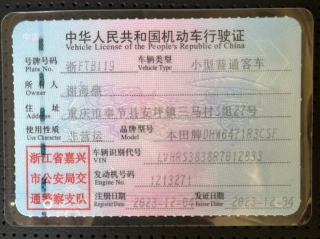 中华人民共和国机动车行驶证
Vehicle License of the People's Republic of China
号牌号码 浙FTB119 车辆类型 小型普通客车
Plate No. Vehicle Type
所有人 谢海燕
Owner
住址 重庆市奉节县安坪镇三马村5组27号
Address
使用性质 非营运 品牌型号 本田牌DHW6471R3CSF
Use Character Model
浙江省嘉兴
市公安局交
通警察支队
车辆识别代号 LVHRS3838R7012833
VIN
发动机号码 1213271
Engine No.
注册日期 2023-12-04 发证日期 2023-12-04
Register Date Issue Date